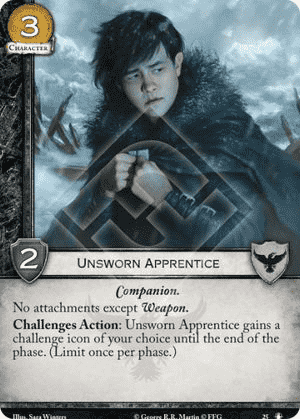 3
Character
2
Unsworn Apprentice
Companion.
No attachments except Weapon.
Challenges Action: Unsworn Apprentice gains a
challenge icon of your choice until the end of the
phase. (Limit once per phase.)
Illus. Sara Winters © George R.R. Martin © FFG 25